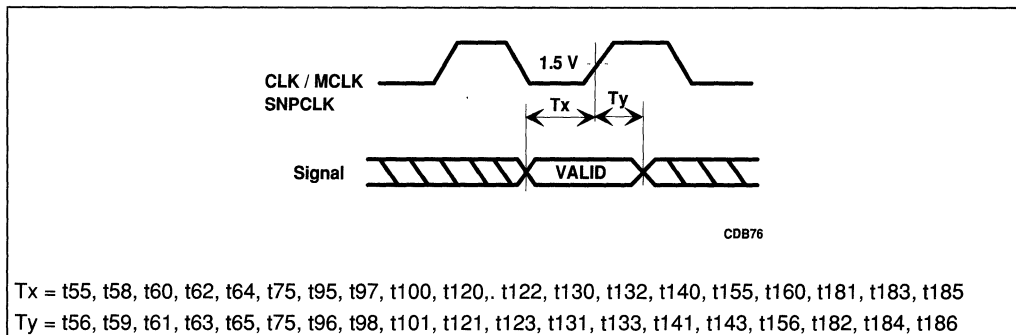 1.5 V
CLK / MCLK
SNPCLK
Tx
Ty
Signal
VALID
CDB76
Tx = t55, t58, t60, t62, t64, t75, t95, t97, t100, t120,. t122, t130, t132, t140, t155, t160, t181, t183, t185
Ty = t56, t59, t61, t63, t65, t75, t96, t98, t101, t121, t123, t131, t133, t141, t143, t156, t182, t184, t186